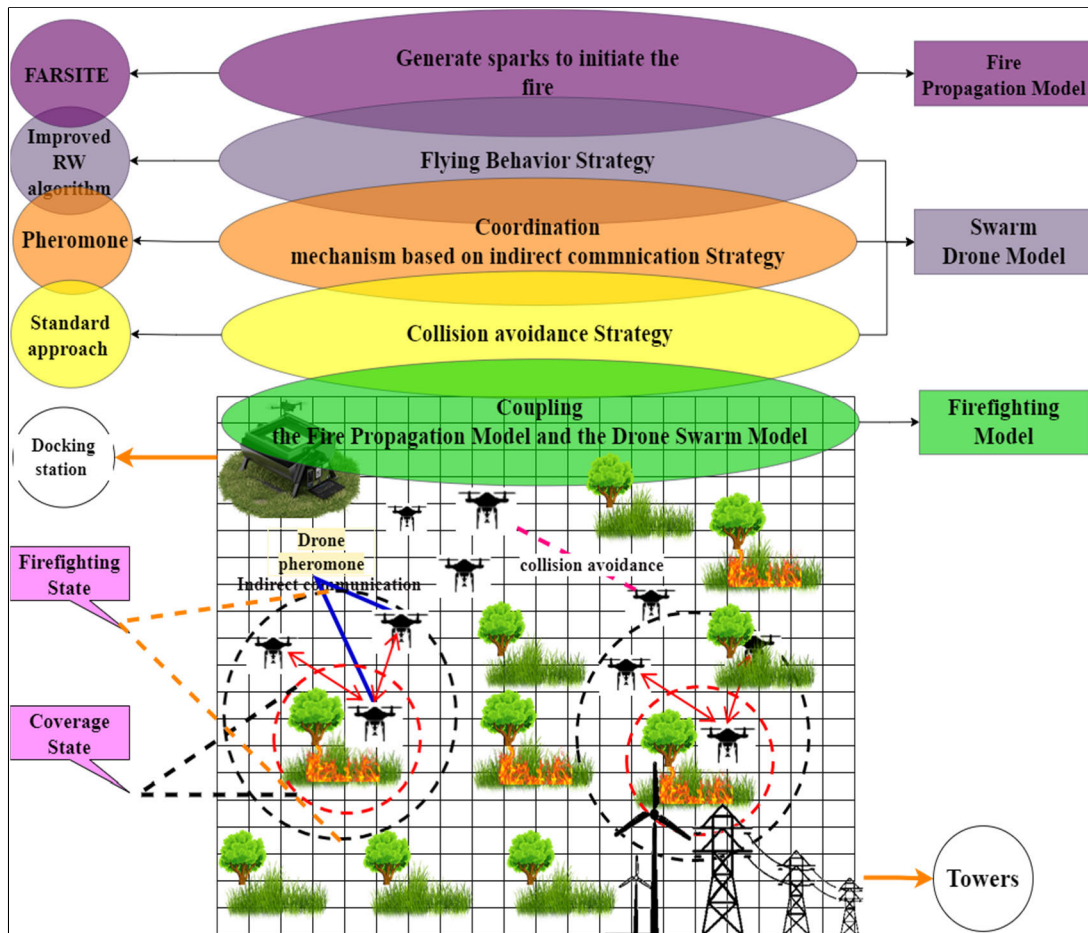 FARSITE
Generate sparks to initiate the
fire
Fire
Propagation Model
Improved
RW
algorithm
Flying Behavior Strategy
Pheromone
Coordination
mechanism based on indirect commnication Strategy
Swarm
Drone Model
Standard
approach
Collision avoidance Strategy
Coupling
the Fire Propagation Model and the Drone Swarm Model
Firefighting
Model
Docking
station
Drone
pheromone
Indirect communication
collision avoidance
Firefighting
State
Coverage
State
Towers